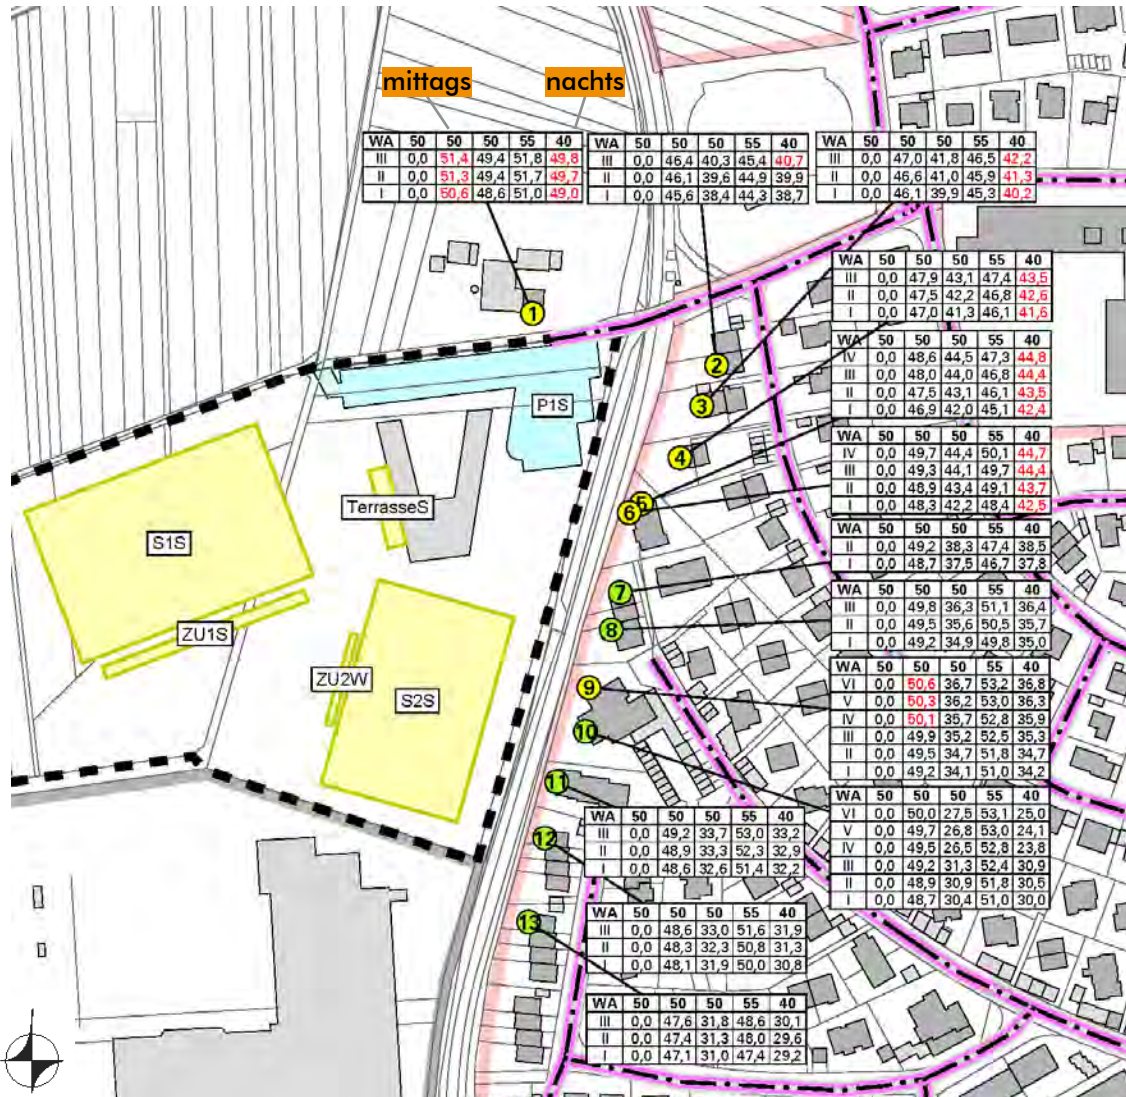 mittags nachts
WA 50 50 50 55 40
III 0,0 51,4 49,4 51,8 49,8
II 0,0 51,3 49,4 51,7 49,7
I 0,0 50,6 48,6 51,0 49,0
WA 50 50 50 55 40
III 0,0 46,4 40,3 45,4 40,7
II 0,0 46,1 39,6 44,9 39,9
I 0,0 45,6 38,4 44,3 38,7
WA 50 50 50 55 40
III 0,0 47,0 41,8 46,5 42,2
II 0,0 46,6 41,0 45,9 41,3
I 0,0 46,1 39,9 45,3 40,2
WA 50 50 50 55 40
III 0,0 47,9 43,1 47,4 43,5
II 0,0 47,5 42,2 46,8 42,6
I 0,0 47,0 41,3 46,1 41,6
WA 50 50 50 55 40
IV 0,0 48,6 44,5 47,3 44,8
III 0,0 48,0 44,0 46,8 44,4
II 0,0 47,5 43,1 46,1 43,5
I 0,0 46,9 42,0 45,1 42,4
WA 50 50 50 55 40
IV 0,0 49,7 44,4 50,1 44,7
III 0,0 49,3 44,1 49,7 44,4
II 0,0 48,9 43,4 49,1 43,7
I 0,0 48,3 42,2 48,4 42,5
WA 50 50 50 55 40
II 0,0 49,2 38,3 47,4 38,5
I 0,0 48,7 37,5 46,7 37,8
WA 50 50 50 55 40
III 0,0 49,8 36,3 51,1 36,4
II 0,0 49,5 35,6 50,5 35,7
I 0,0 49,2 34,9 49,8 35,0
WA 50 50 50 55 40
VI 0,0 50,6 36,7 53,2 36,8
V 0,0 50,3 36,2 53,0 36,3
IV 0,0 50,1 35,7 52,8 35,9
III 0,0 49,9 35,2 52,5 35,3
II 0,0 49,5 34,7 51,8 34,7
I 0,0 49,2 34,1 51,0 34,2
WA 50 50 50 55 40
VI 0,0 50,0 27,5 53,1 25,0
V 0,0 49,7 26,8 53,0 24,1
IV 0,0 49,5 26,5 52,8 23,8
III 0,0 49,2 31,3 52,4 30,9
II 0,0 48,9 30,9 51,8 30,5
I 0,0 48,7 30,4 51,0 30,0
WA 50 50 50 55 40
III 0,0 49,2 33,7 53,0 33,2
II 0,0 48,9 33,3 52,3 32,9
I 0,0 48,6 32,6 51,4 32,2
WA 50 50 50 55 40
III 0,0 48,6 33,0 51,6 31,9
II 0,0 48,3 32,3 50,8 31,3
I 0,0 48,1 31,9 50,0 30,8
WA 50 50 50 55 40
III 0,0 47,6 31,8 48,6 30,1
II 0,0 47,4 31,3 48,0 29,6
I 0,0 47,1 31,0 47,4 29,2
1
2
3
4
5
6
7
8
9
10
11
12
13
P1S
TerrasseS
S1S
ZU1S
ZU2W
S2S